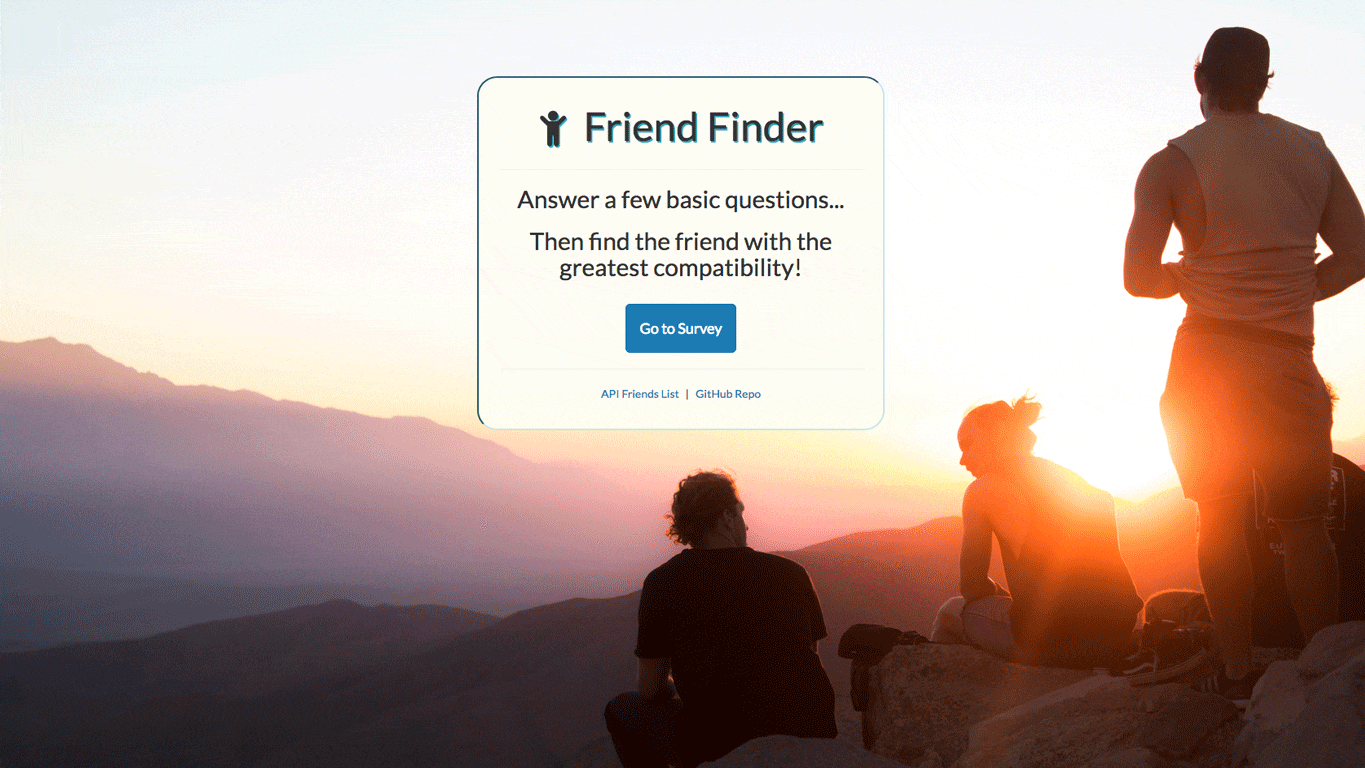 Friend Finder
Answer a few basic questions...
Then find the friend with the
greatest compatibility!
Go to Survey
API Friends List | GitHub Repo